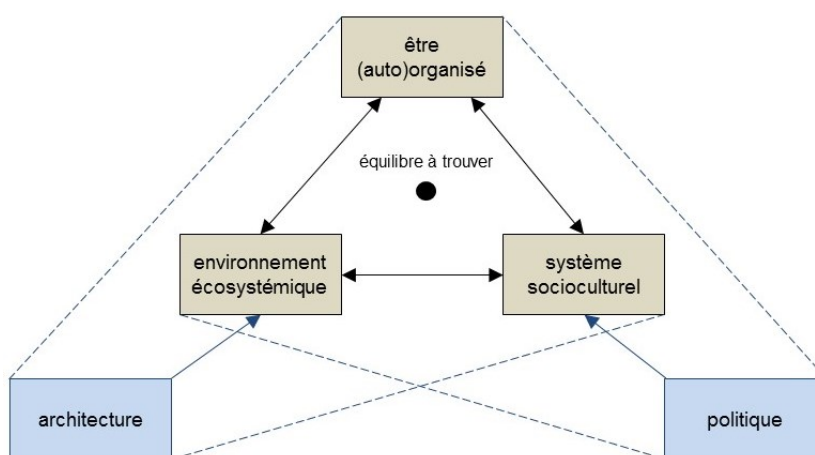 être
(auto)organisé
équilibre à trouver
environnement
écosystémique
système
socioculturel
architecture
politique